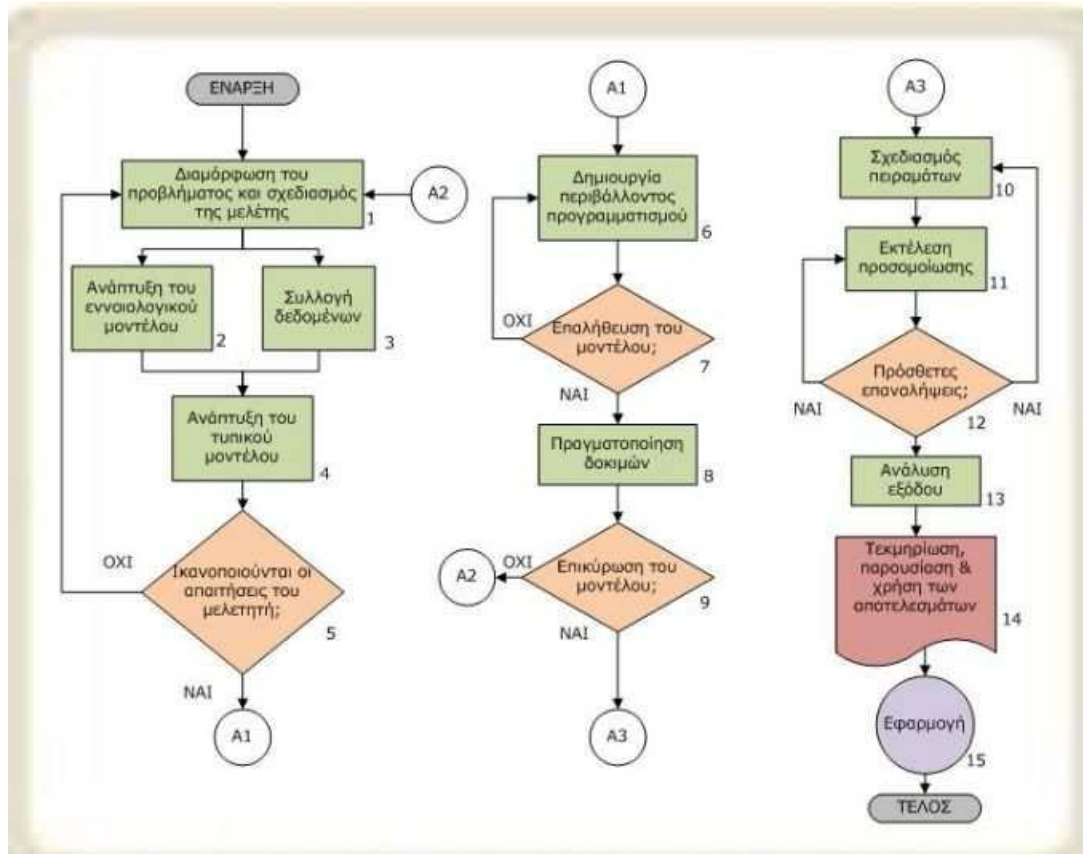 ΕΝΑΡΞΗ
Διαμόρφωση του
προβλήματος και σχεδιασμός
της μελέτης
1
A2
Ανάπτυξη του
εννοιολογικού
μοντέλου
2
Συλλογή
δεδομένων
3
Ανάπτυξη του
τυπικού
μοντέλου
4
ΟΧΙ
Ικανοποιούνται οι
απαιτήσεις του
μελετητή;
5
ΝΑΙ
A1
A1
Δημιουργία
περιβάλλοντος
προγραμματισμού
6
ΟΧΙ
Επαλήθευση του
μοντέλου;
7
ΝΑΙ
Πραγματοποίηση
δοκιμών
8
ΟΧΙ
A2
Επικύρωση του
μοντέλου;
9
ΝΑΙ
A3
A3
Σχεδιασμός
πειραμάτων
10
Εκτέλεση
προσομοίωσης
11
Πρόσθετες
επαναλήψεις;
ΝΑΙ
12
ΝΑΙ
Ανάλυση
εξόδου
13
Τεκμηρίωση,
παρουσίαση &
χρήση των
αποτελεσμάτων
14
Εφαρμογή
15
ΤΕΛΟΣ